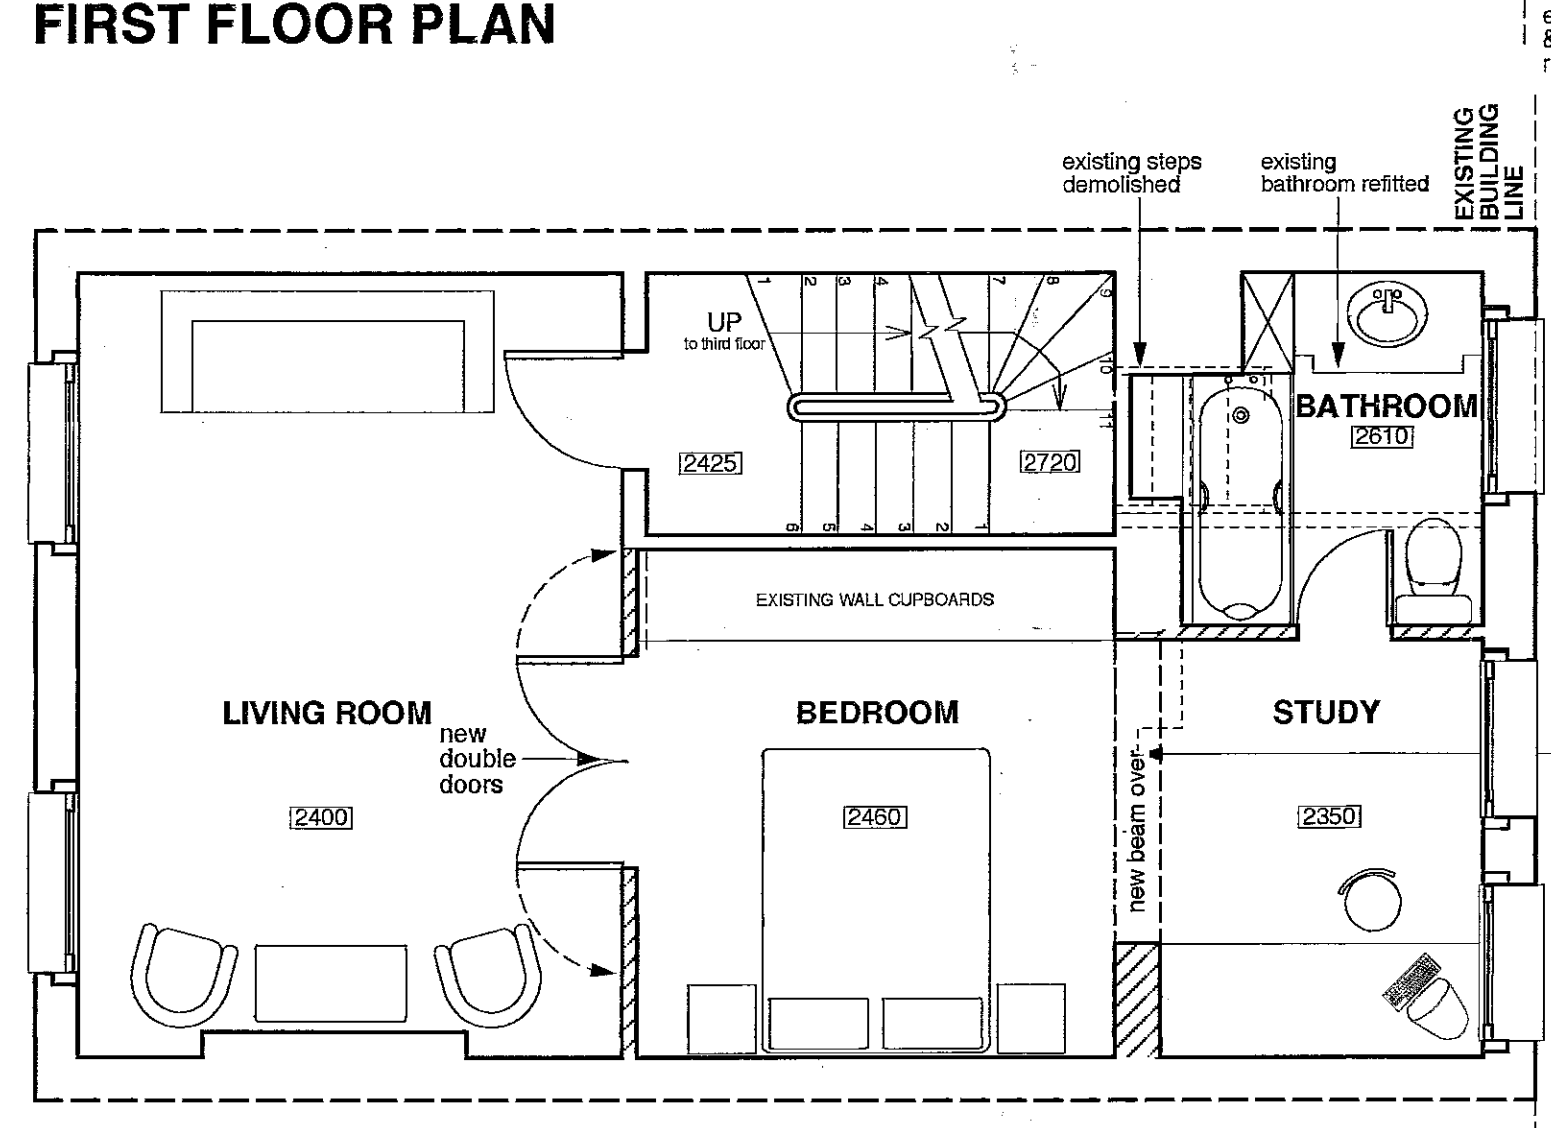 FIRST FLOOR PLAN
EXISTING
BUILDING
LINE
existing steps
demolished
existing
bathroom refitted
1
2
3
4
7
8
9
10
11
UP
to third floor
BATHROOM
2610
2425
2720
6
5
4
3
2
1
EXISTING WALL CUPBOARDS
LIVING ROOM
BEDROOM
STUDY
new
double
doors
new beam over
2400
2460
2350